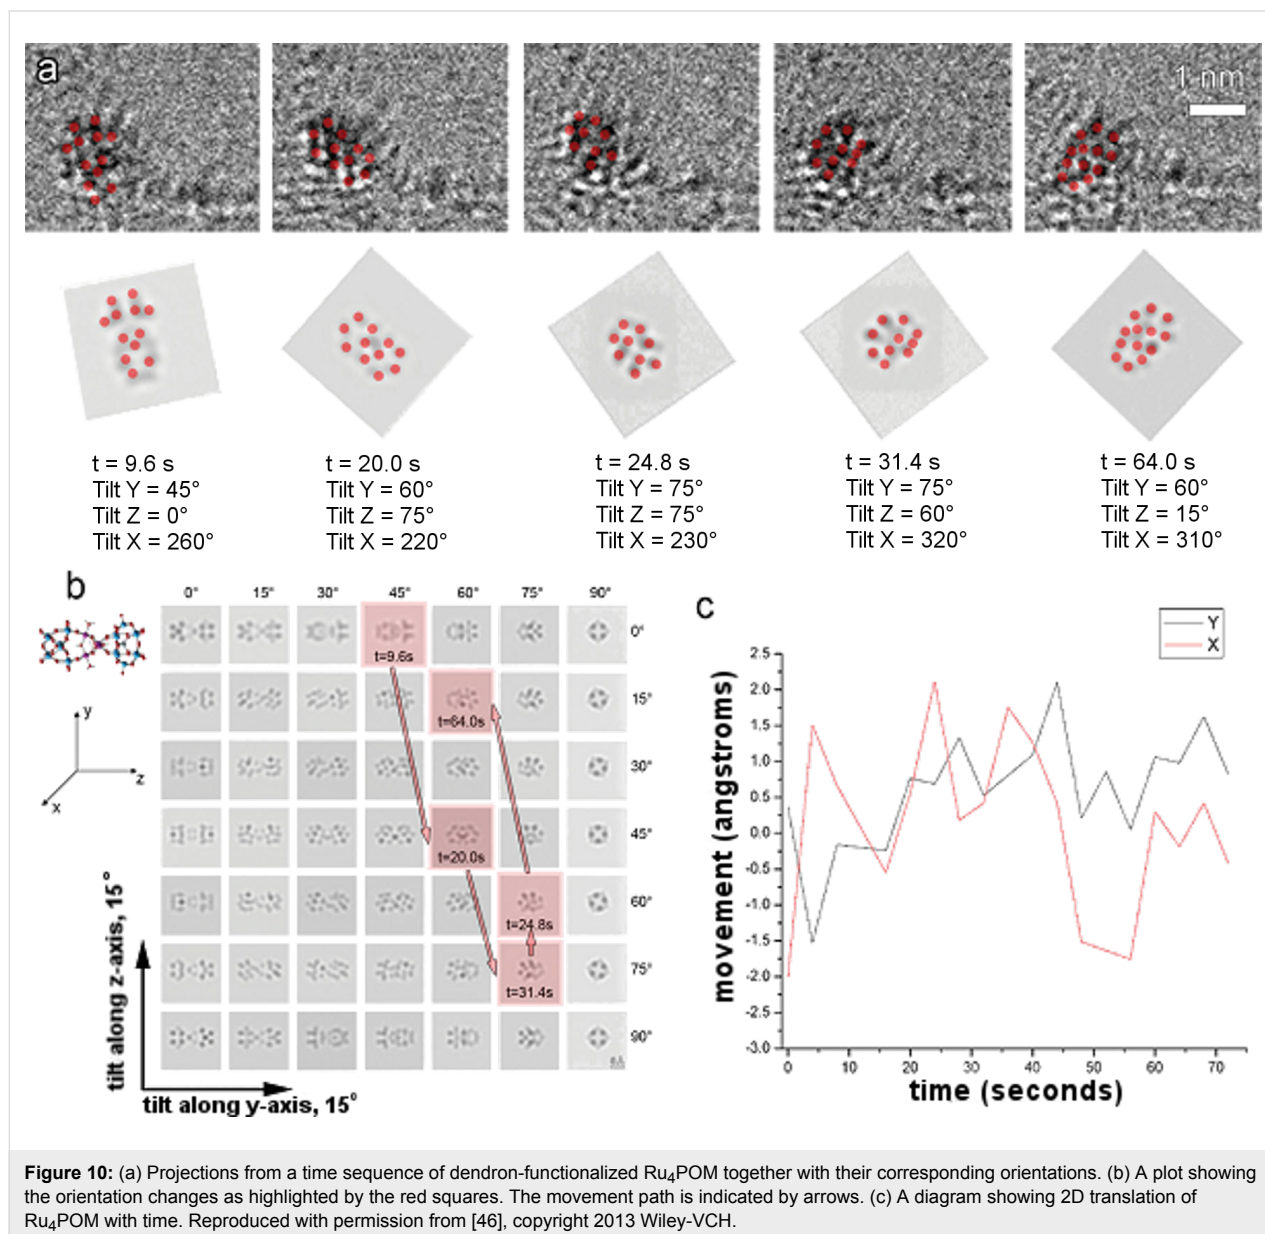 a
1 nm
t = 9.6 s
Tilt Y = 45°
Tilt Z = 0°
Tilt X = 260°
t = 20.0 s
Tilt Y = 60°
Tilt Z = 75°
Tilt X = 220°
t = 24.8 s
Tilt Y = 75°
Tilt Z = 75°
Tilt X = 230°
t = 31.4 s
Tilt Y = 75°
Tilt Z = 60°
Tilt X = 320°
t = 64.0 s
Tilt Y = 60°
Tilt Z = 15°
Tilt X = 310°
b
0° 15° 30° 45° 60° 75° 90°
0°
t=9.6s
15°
t=64.0s
30°
45°
t=20.0s
60°
t=24.8s
75°
t=31.4s
90°
y
z
x
tilt along z-axis, 15°
tilt along y-axis, 15°
c
Y
X
2.5
2.0
1.5
1.0
0.5
0.0
-0.5
-1.0
-1.5
-2.0
-2.5
-3.0
movement (angstroms)
0 10 20 30 40 50 60 70
time (seconds)
Figure 10: (a) Projections from a time sequence of dendron-functionalized Ru₄POM together with their corresponding orientations. (b) A plot showing
the orientation changes as highlighted by the red squares. The movement path is indicated by arrows. (c) A diagram showing 2D translation of
Ru₄POM with time. Reproduced with permission from [46], copyright 2013 Wiley-VCH.